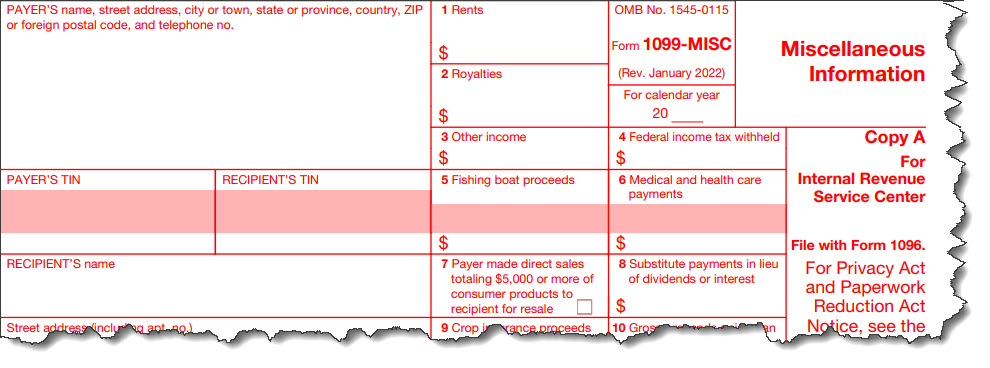 PAYER'S name, street address, city or town, state or province, country, ZIP
or foreign postal code, and telephone no.
1 Rents
$
2 Royalties
$
OMB No. 1545-0115
Form 1099-MISC
(Rev. January 2022)
For calendar year
20 ____
Miscellaneous
Information
3 Other income
$
4 Federal income tax withheld
$
Copy A
For
Internal Revenue
Service Center
File with Form 1096.
For Privacy Act
and Paperwork
Reduction Act
Notice, see the
PAYER'S TIN
RECIPIENT'S TIN
5 Fishing boat proceeds
$
6 Medical and health care
payments
$
RECIPIENT'S name
7 Payer made direct sales
totaling $5,000 or more of
consumer products to
recipient for resale
8 Substitute payments in lieu
of dividends or interest
$
Street address (including apt. no.)
9 Crop proceeds
10